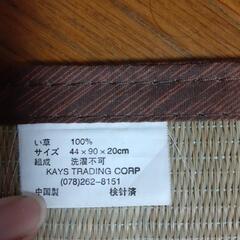 い草 100%
サイズ 44×90×20cm
組成 洗濯不可
KAYS TRADING CORP
(078)262-8151
中国製 検針済